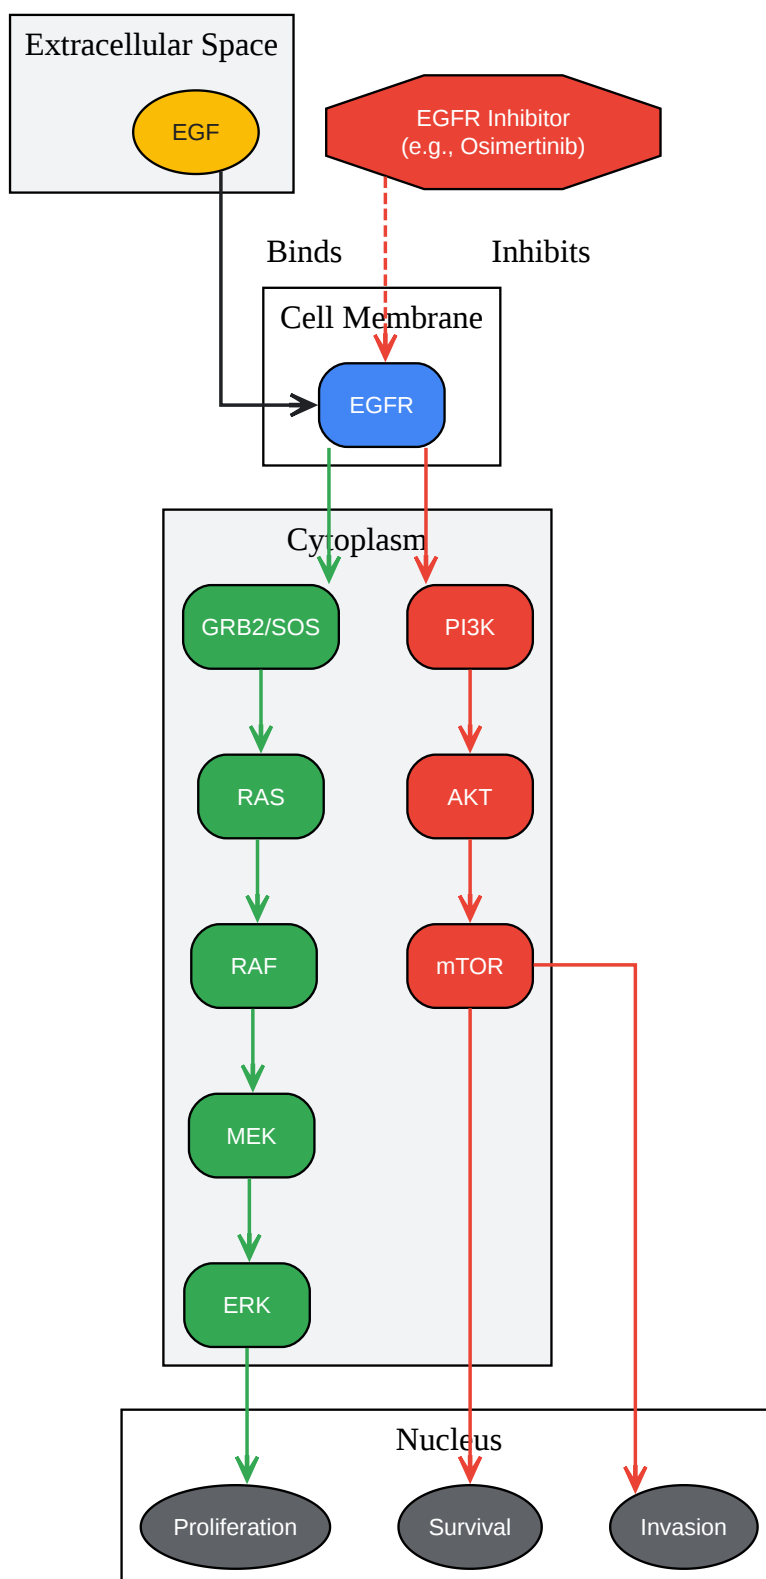 Extracellular Space
EGF
EGFR Inhibitor
(e.g., Osimertinib)
Binds
Inhibits
Cell Membrane
EGFR
Cytoplasm
GRB2/SOS
PI3K
RAS
AKT
RAF
mTOR
MEK
ERK
Nucleus
Proliferation
Survival
Invasion